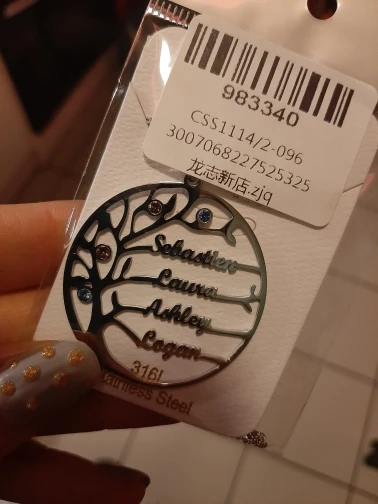 983340
CSS1114/2-096
3007068227525325
龙志新店.zjq
Sebastien
Laura
Ashley
Logan
316L
Stainless Steel